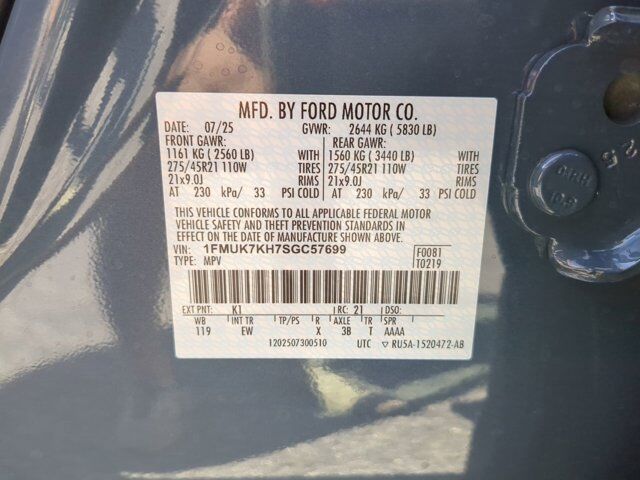 MFD. BY FORD MOTOR CO.
DATE: 07/25 GVWR: 2644 KG ( 5830 LB)
FRONT GAWR: REAR GAWR:
1161 KG ( 2560 LB) WITH 1560 KG ( 3440 LB) WITH
275/45R21 110W TIRES 275/45R21 110W TIRES
21x9.0J RIMS 21x9.0J RIMS
AT 230 kPa/ 33 PSI COLD AT 230 kPa/ 33 PSI COLD
THIS VEHICLE CONFORMS TO ALL APPLICABLE FEDERAL MOTOR
VEHICLE SAFETY AND THEFT PREVENTION STANDARDS IN
EFFECT ON THE DATE OF MANUFACTURE SHOWN ABOVE.
VIN: 1FMUK7KH7SGC57699 F0081
TYPE: MPV T0219
EXT PNT: K1 RC: 21 DSO:
WB INT TR TP/PS R AXLE TR SPR
119 EW X 3B T AAAA
1202507300510 UTC ▽ RU5A-1520472-AB